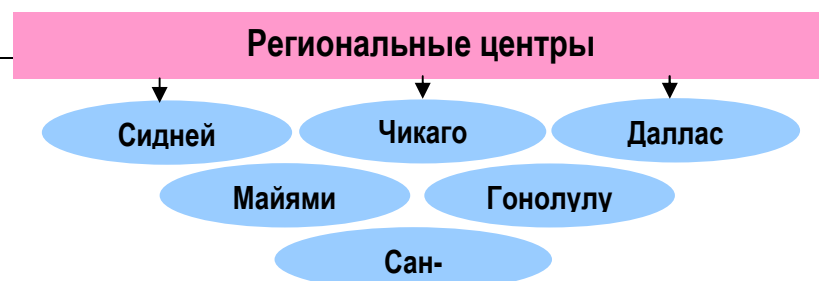 Региональные центры
Сидней
Чикаго
Даллас
Майями
Гонолулу
Сан-